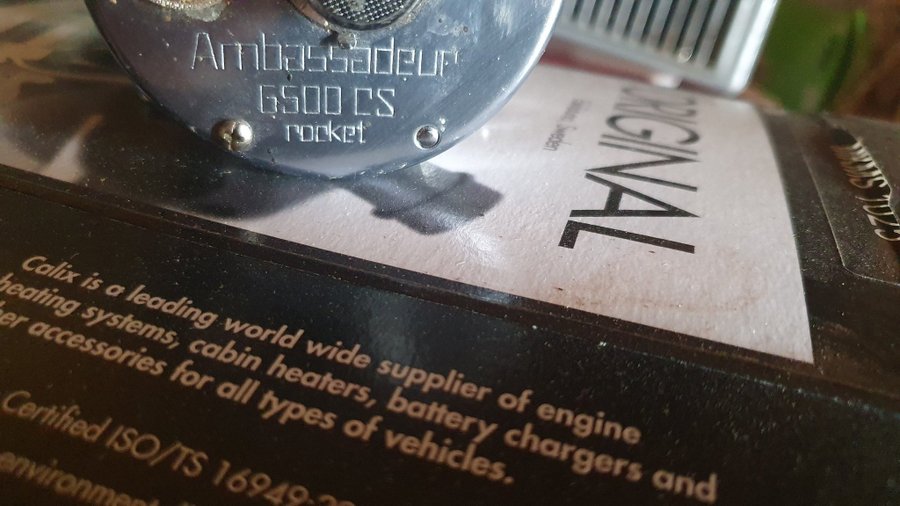 Ambassadeur
6500 CS
rocket
ORIGINAL
Sweden
Calix is a leading world wide supplier of engine
heating systems, cabin heaters, battery chargers and
accessories for all types of vehicles.
Certified ISO/TS 16949: